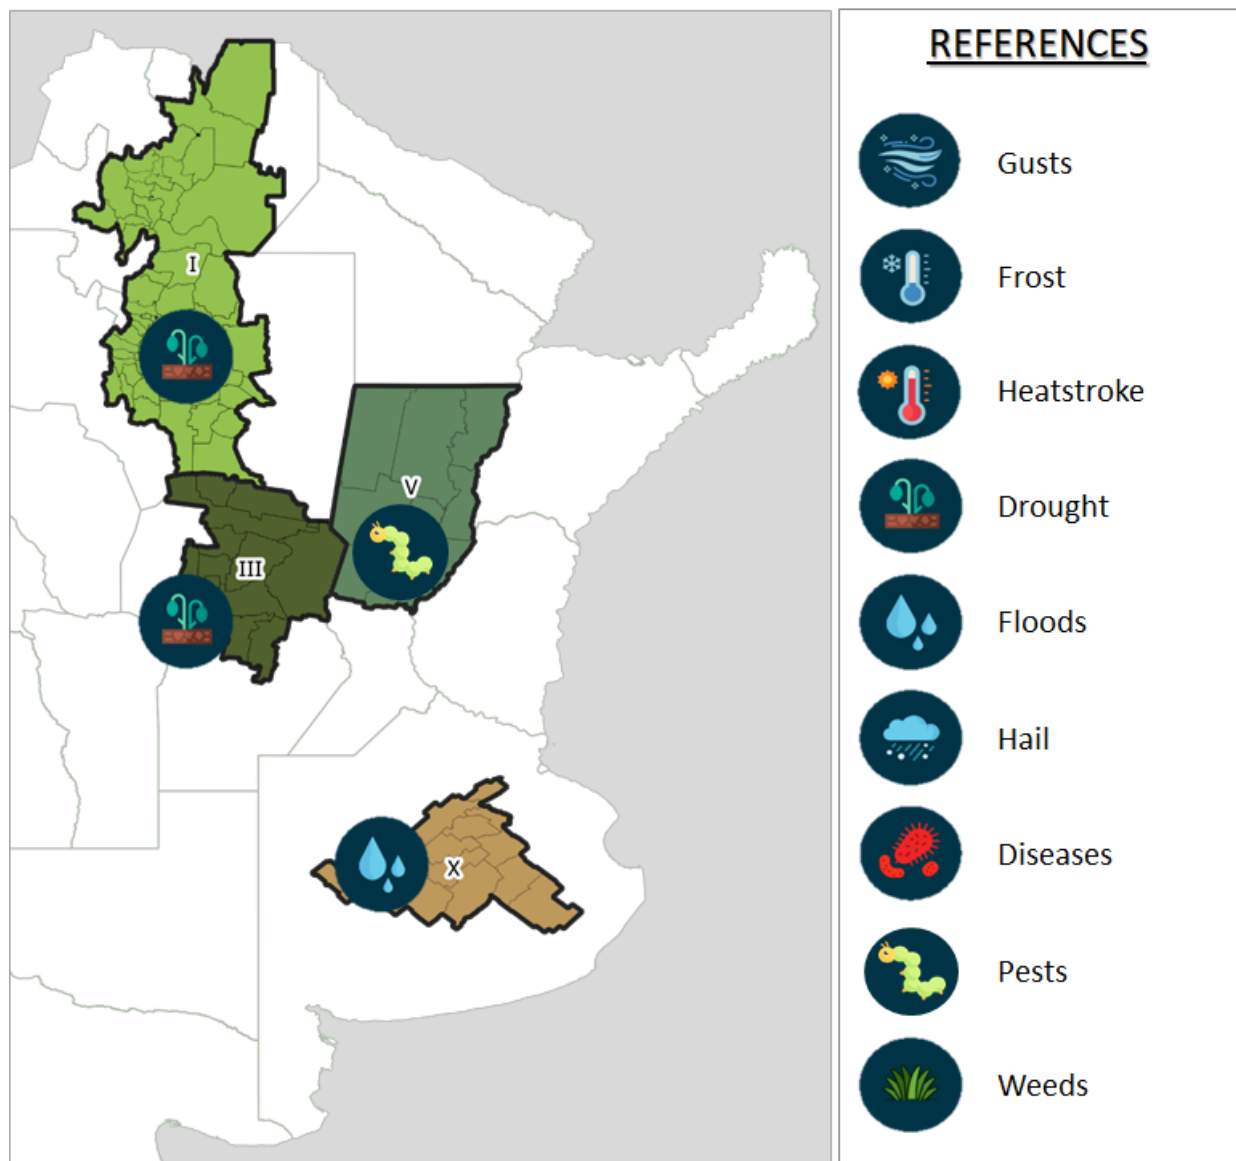 REFERENCES
Gusts
Frost
Heatstroke
Drought
Floods
Hail
Diseases
Pests
Weeds
I
V
III
X